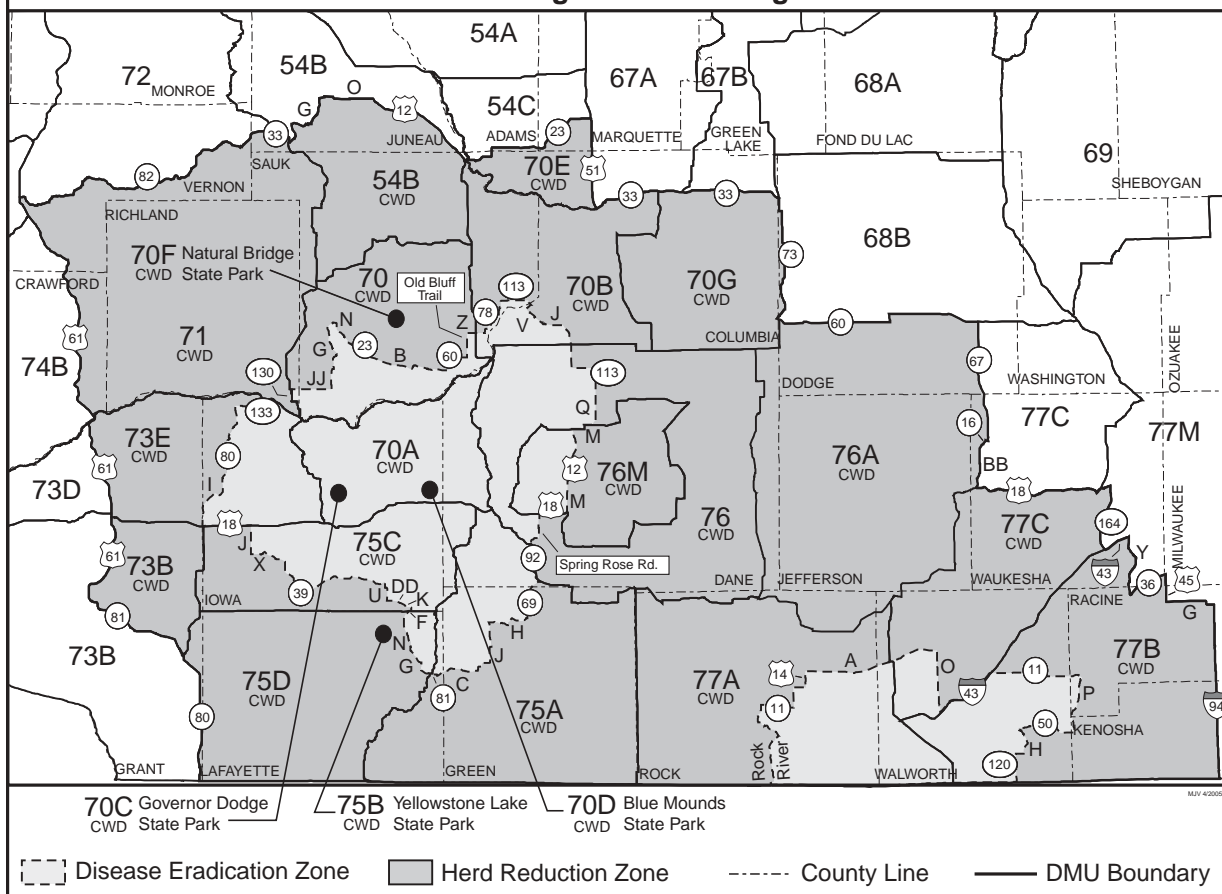 54A
54B
72
MONROE
67A
67B
68A
O
G
12
54C
33
JUNEAU
ADAMS
23
MARQUETTE
GREEN
LAKE
FOND DU LAC
SAUK
70E
CWD
51
69
82
VERNON
54B
CWD
33
33
SHEBOYGAN
RICHLAND
70F
CWD
Natural Bridge
State Park
70
CWD
Old Bluff
Trail
113
70B
CWD
70G
CWD
73
68B
CRAWFORD
61
71
CWD
N
Z
78
V
J
G
23
B
60
COLUMBIA
60
74B
130
JJ
113
DODGE
67
WASHINGTON
OZUAKEE
133
Q
77C
77M
73E
CWD
70A
CWD
M
16
61
80
12
76M
CWD
76A
CWD
BB
73D
I
18
M
18
18
76
CWD
77C
CWD
164
MILWAUKEE
61
73B
CWD
J
75C
CWD
X
92
Spring Rose Rd.
Y
43
DANE
JEFFERSON
WAUKESHA
36
45
39
DD
U
K
IOWA
F
69
RACINE
G
81
H
73B
N
J
A
O
77B
CWD
G
14
11
75D
CWD
C
77A
CWD
43
P
80
81
75A
CWD
11
50
94
Rock
River
H
KENOSHA
GRANT
LAFAYETTE
GREEN
ROCK
WALWORTH
120
MJV 4/2005
70C
CWD
Governor Dodge
State Park
75B
CWD
Yellowstone Lake
State Park
70D
CWD
Blue Mounds
State Park
Disease Eradication Zone
Herd Reduction Zone
County Line
DMU Boundary